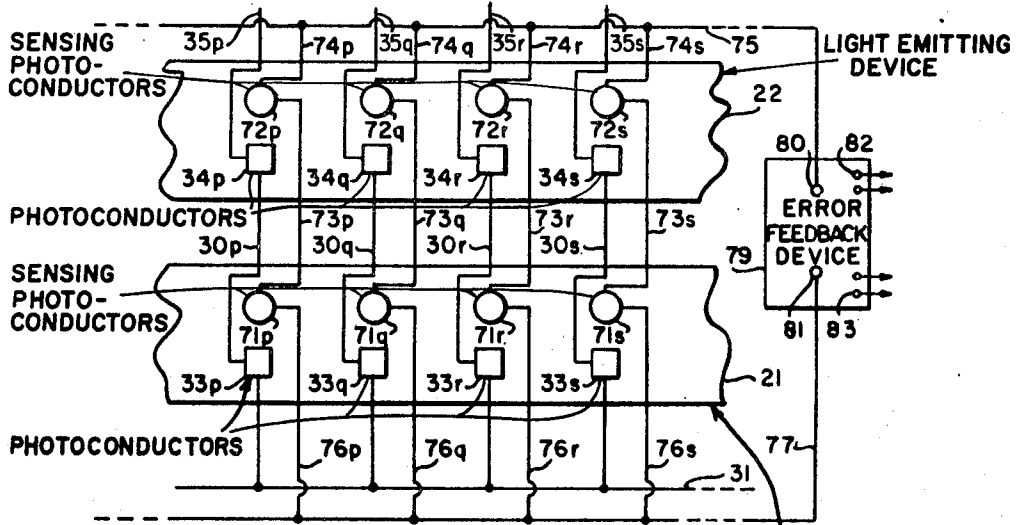 35p 74p 35q 74q 35r 74r 35s 74s 75
SENSING
PHOTO-
CONDUCTORS
LIGHT EMITTING
DEVICE
22
72p 72q 72r 72s
80 82
34p 34q 34r 34s
PHOTOCONDUCTORS
ERROR
FEEDBACK
DEVICE
79
30p 73p 30q 73q 30r 73r 30s 73s
SENSING
PHOTO-
CONDUCTORS
81 83
71p 71q 71r 71s
33p 33q 33r 33s
21
PHOTOCONDUCTORS
76p 76q 76r 76s
77
31